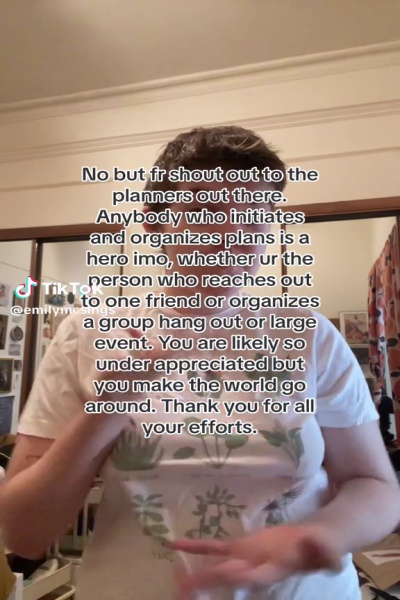 No but fr shout out to the
planners out there.
Anybody who initiates
and organizes plans is a
hero imo, whether ur the
person who reaches out
to one friend or organizes
a group hang out or large
event. You are likely so
under appreciated but
you make the world go
around. Thank you for all
your efforts.
TikTok
@emilymcsings